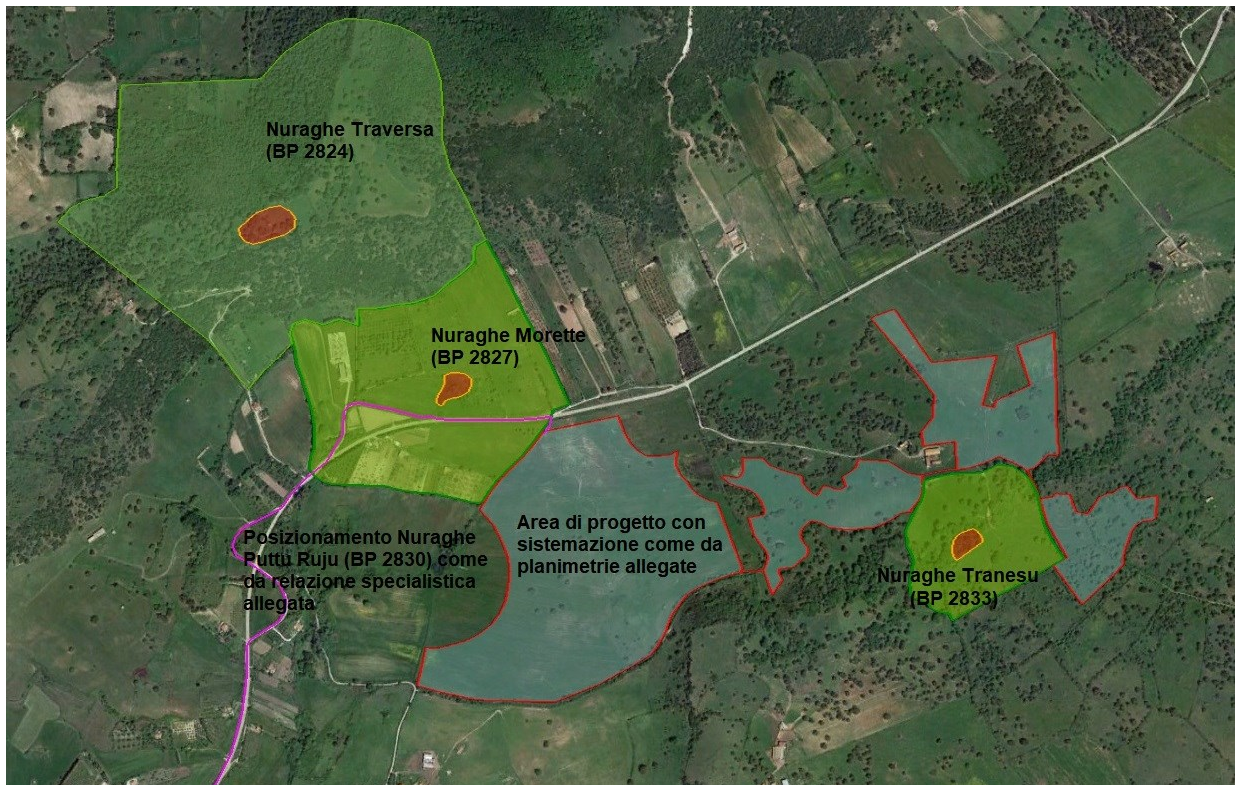 Nuraghe Traversa
(BP 2824)
Nuraghe Morette
(BP 2827)
Posizionamento Nuraghe
Puttu Ruju (BP 2830) come
da relazione specialistica
allegata
Area di progetto con
sistemazione come da
planimetrie allegate
Nuraghe Tranesu
(BP 2833)